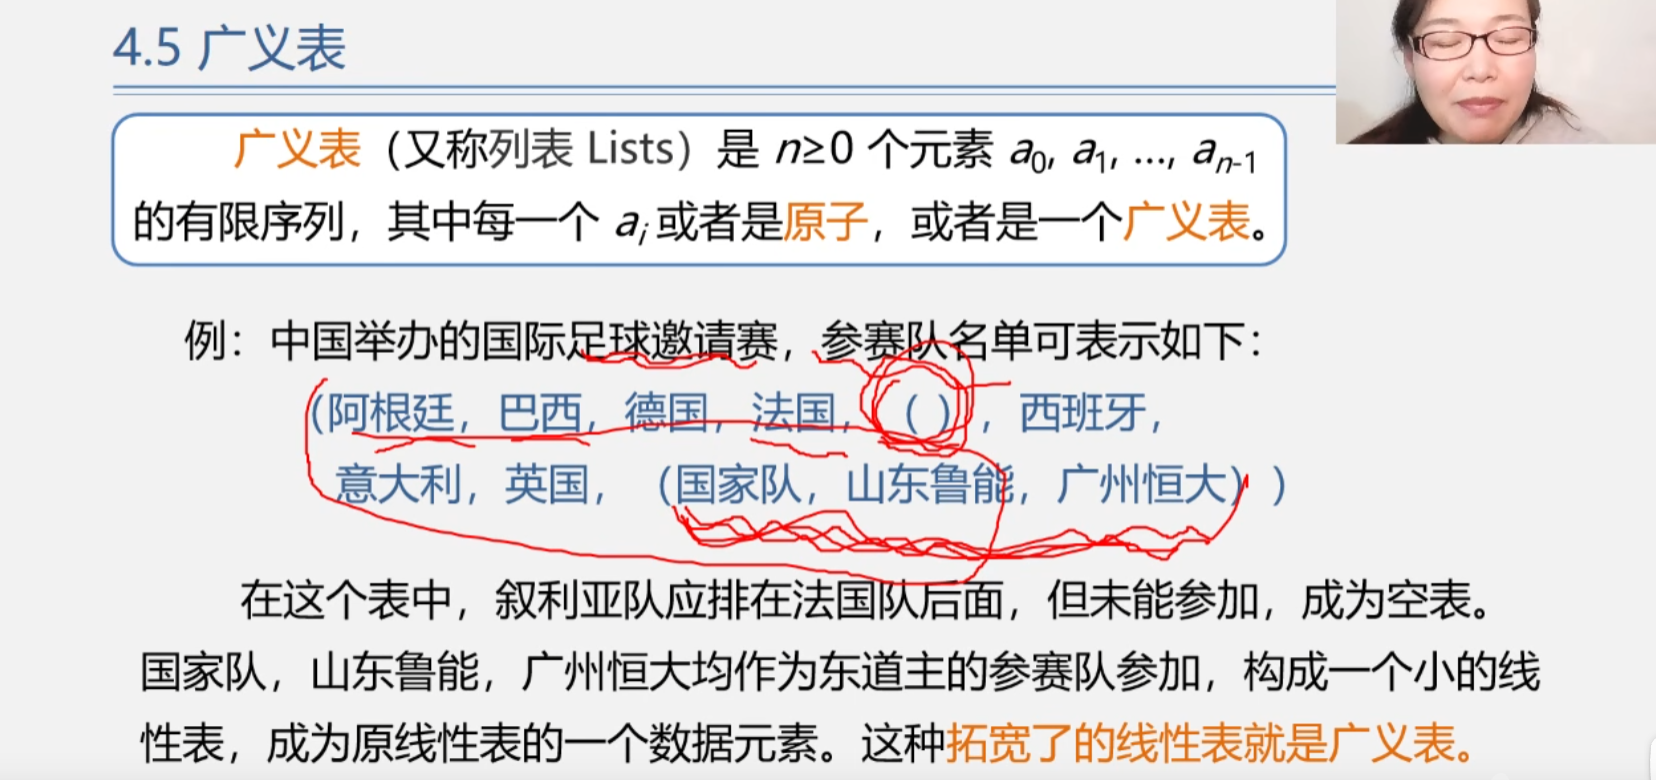 4.5 广义表
广义表（又称列表 Lists）是 n≥0 个元素 a0, a1, …, an-1
的有限序列，其中每一个 ai 或者是原子，或者是一个广义表。
例：中国举办的国际足球邀请赛，参赛队名单可表示如下：
（阿根廷，巴西，德国，法国，（ ），西班牙，
意大利，英国，（国家队，山东鲁能，广州恒大））
在这个表中，叙利亚队应排在法国队后面，但未能参加，成为空表。
国家队，山东鲁能，广州恒大均作为东道主的参赛队参加，构成一个小的线
性表，成为原线性表的一个数据元素。这种拓宽了的线性表就是广义表。